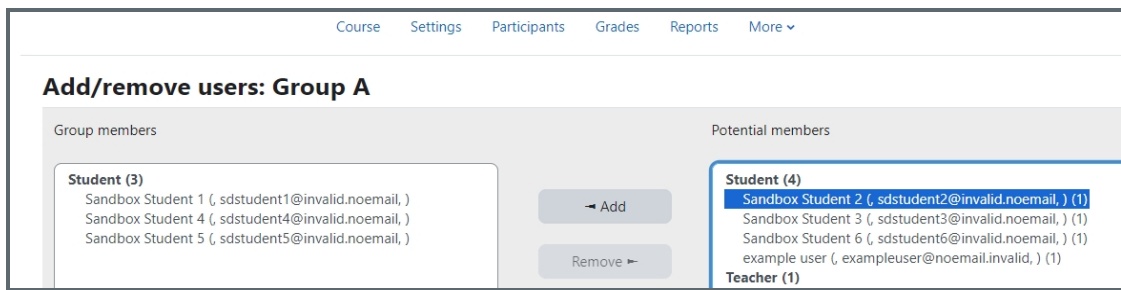 Course Settings Participants Grades Reports More
Add/remove users: Group A
Group members
Student (3)
Sandbox Student 1 (, sdstudent1@invalid.noemail, )
Sandbox Student 4 (, sdstudent4@invalid.noemail, )
Sandbox Student 5 (, sdstudent5@invalid.noemail, )
◄ Add
Remove ►
Potential members
Student (4)
Sandbox Student 2 (, sdstudent2@invalid.noemail, ) (1)
Sandbox Student 3 (, sdstudent3@invalid.noemail, ) (1)
Sandbox Student 6 (, sdstudent6@invalid.noemail, ) (1)
example user (, exampleuser@noemail.invalid, ) (1)
Teacher (1)